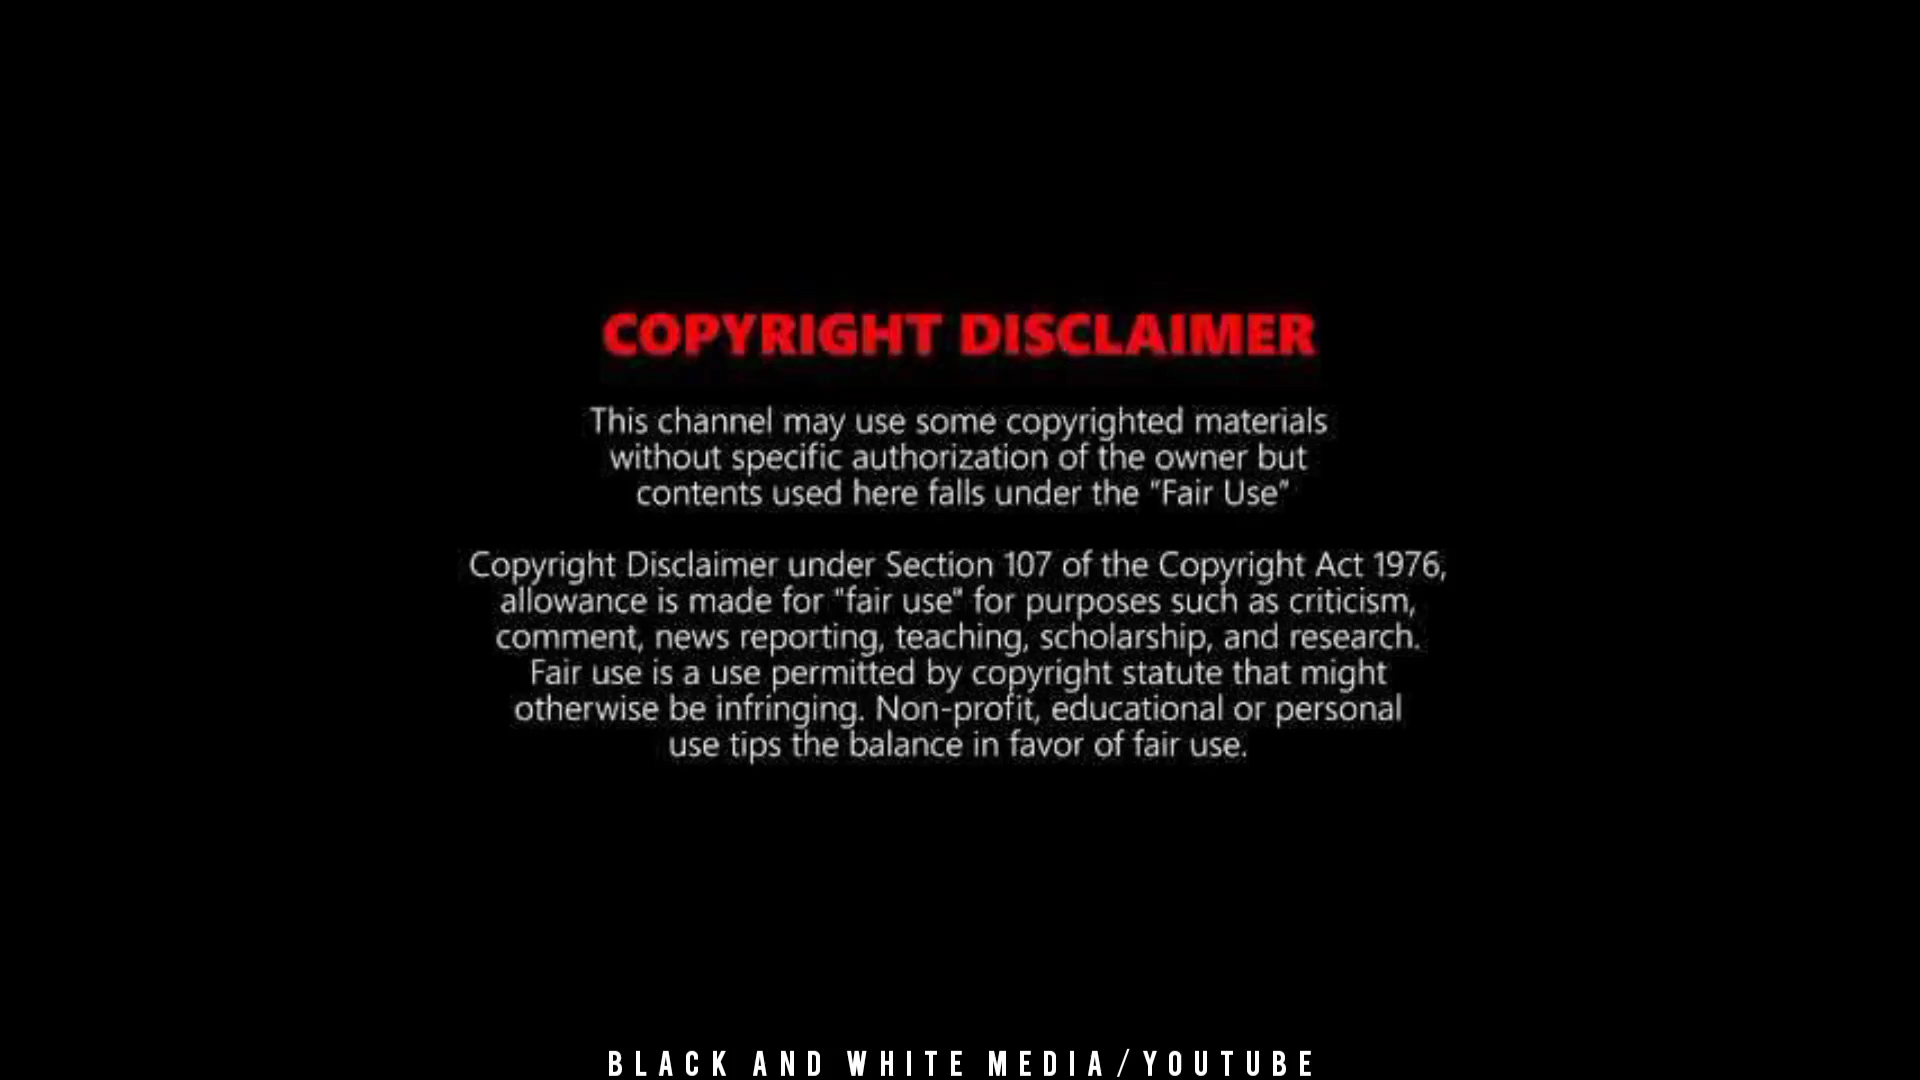 COPYRIGHT DISCLAIMER
This channel may use some copyrighted materials
without specific authorization of the owner but
contents used here falls under the "Fair Use"
Copyright Disclaimer under Section 107 of the Copyright Act 1976,
allowance is made for "fair use" for purposes such as criticism,
comment, news reporting, teaching, scholarship, and research.
Fair use is a use permitted by copyright statute that might
otherwise be infringing. Non-profit, educational or personal
use tips the balance in favor of fair use.
BLACK AND WHITE MEDIA/YOUTUBE